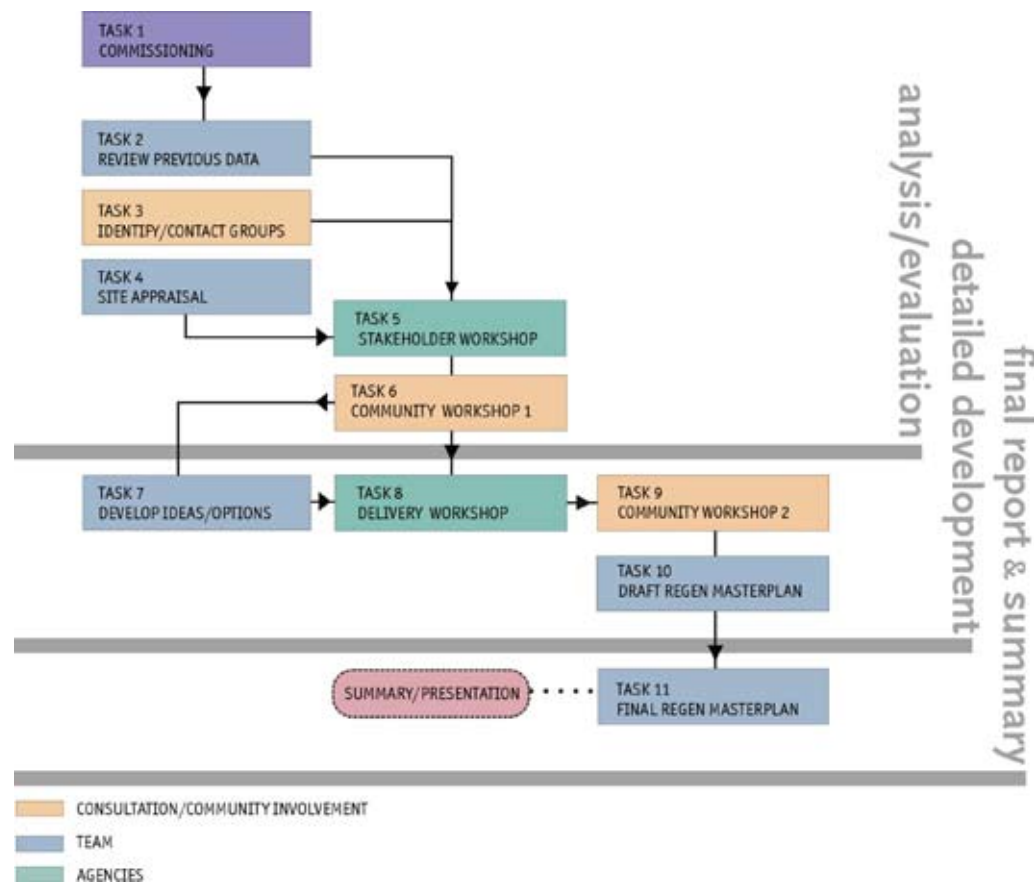 TASK 1
COMMISSIONING
TASK 2
REVIEW PREVIOUS DATA
TASK 3
IDENTIFY/CONTACT GROUPS
TASK 4
SITE APPRAISAL
TASK 5
STAKEHOLDER WORKSHOP
TASK 6
COMMUNITY WORKSHOP 1
analysis/evaluation
TASK 7
DEVELOP IDEAS/OPTIONS
TASK 8
DELIVERY WORKSHOP
TASK 9
COMMUNITY WORKSHOP 2
TASK 10
DRAFT REGEN MASTERPLAN
detailed development
SUMMARY/PRESENTATION
TASK 11
FINAL REGEN MASTERPLAN
final report & summary
CONSULTATION/COMMUNITY INVOLVEMENT
TEAM
AGENCIES